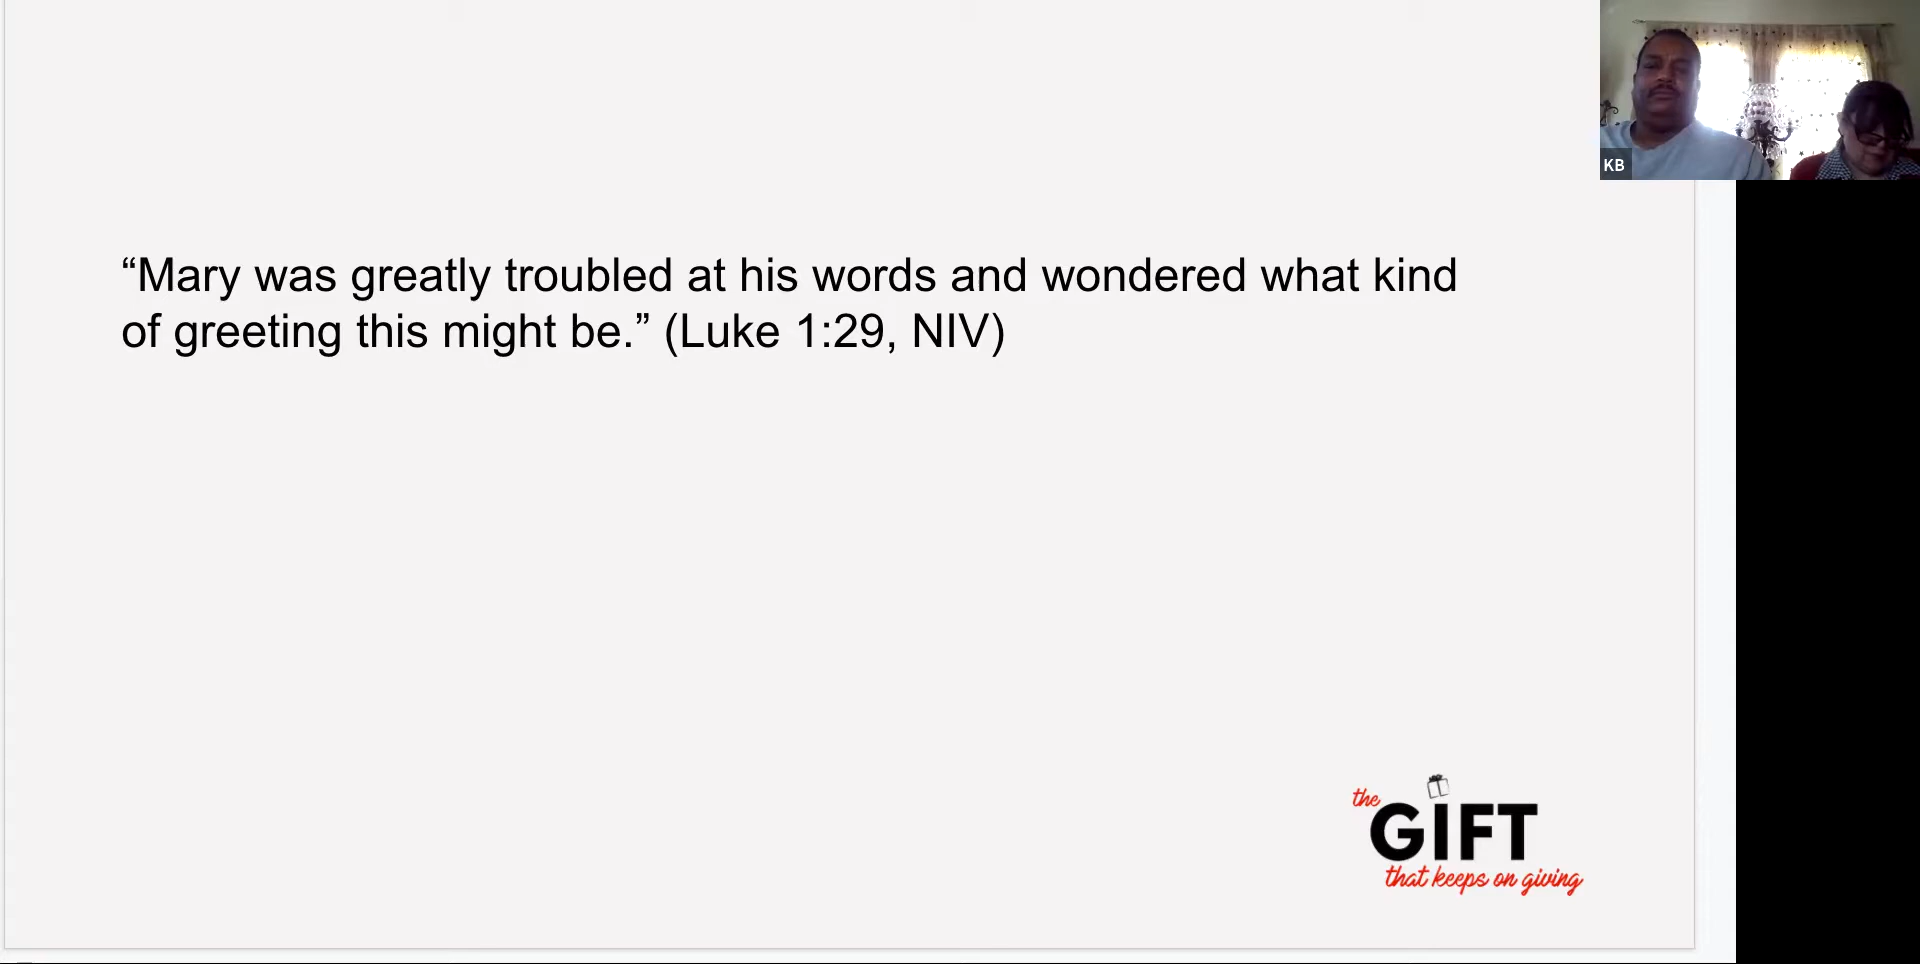 KB
“Mary was greatly troubled at his words and wondered what kind
of greeting this might be.” (Luke 1:29, NIV)
the
GIFT
that keeps on giving